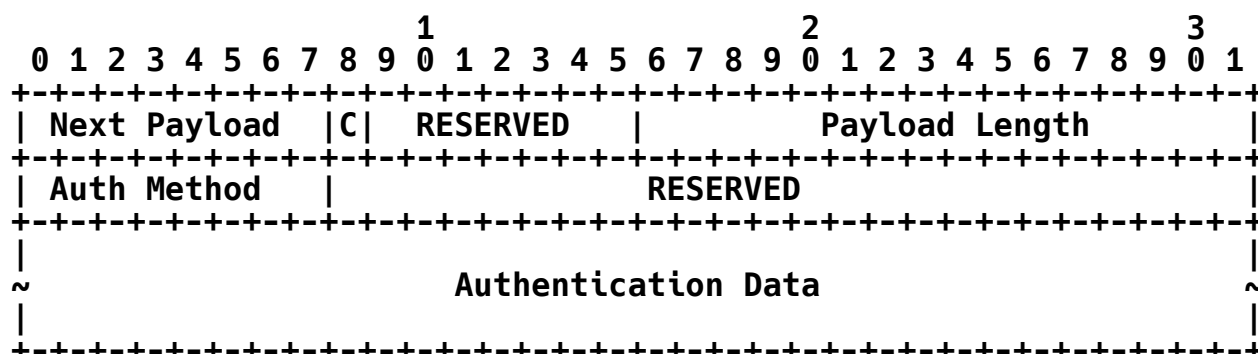 1                   2                   3
 0 1 2 3 4 5 6 7 8 9 0 1 2 3 4 5 6 7 8 9 0 1 2 3 4 5 6 7 8 9 0 1
+-+-+-+-+-+-+-+-+-+-+-+-+-+-+-+-+-+-+-+-+-+-+-+-+-+-+-+-+-+-+-+-+
| Next Payload  |C|  RESERVED   |         Payload Length        |
+-+-+-+-+-+-+-+-+-+-+-+-+-+-+-+-+-+-+-+-+-+-+-+-+-+-+-+-+-+-+-+-+
| Auth Method   |                RESERVED                       |
+-+-+-+-+-+-+-+-+-+-+-+-+-+-+-+-+-+-+-+-+-+-+-+-+-+-+-+-+-+-+-+-+
|                                                               |
~                      Authentication Data                      ~
|                                                               |
+-+-+-+-+-+-+-+-+-+-+-+-+-+-+-+-+-+-+-+-+-+-+-+-+-+-+-+-+-+-+-+-+